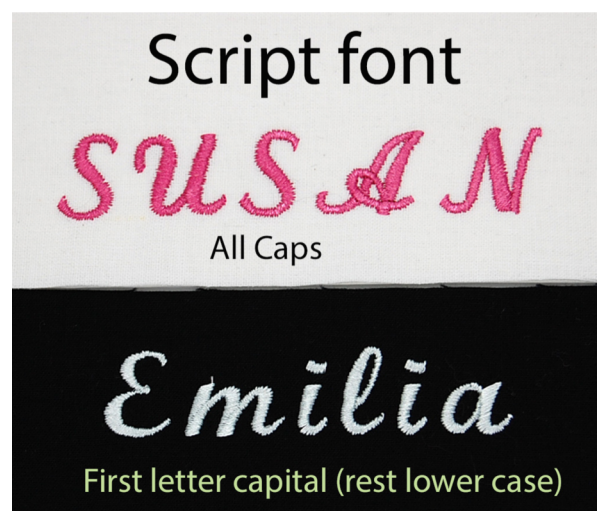 Script font
SUSAN
All Caps
Emilia
First letter capital (rest lower case)